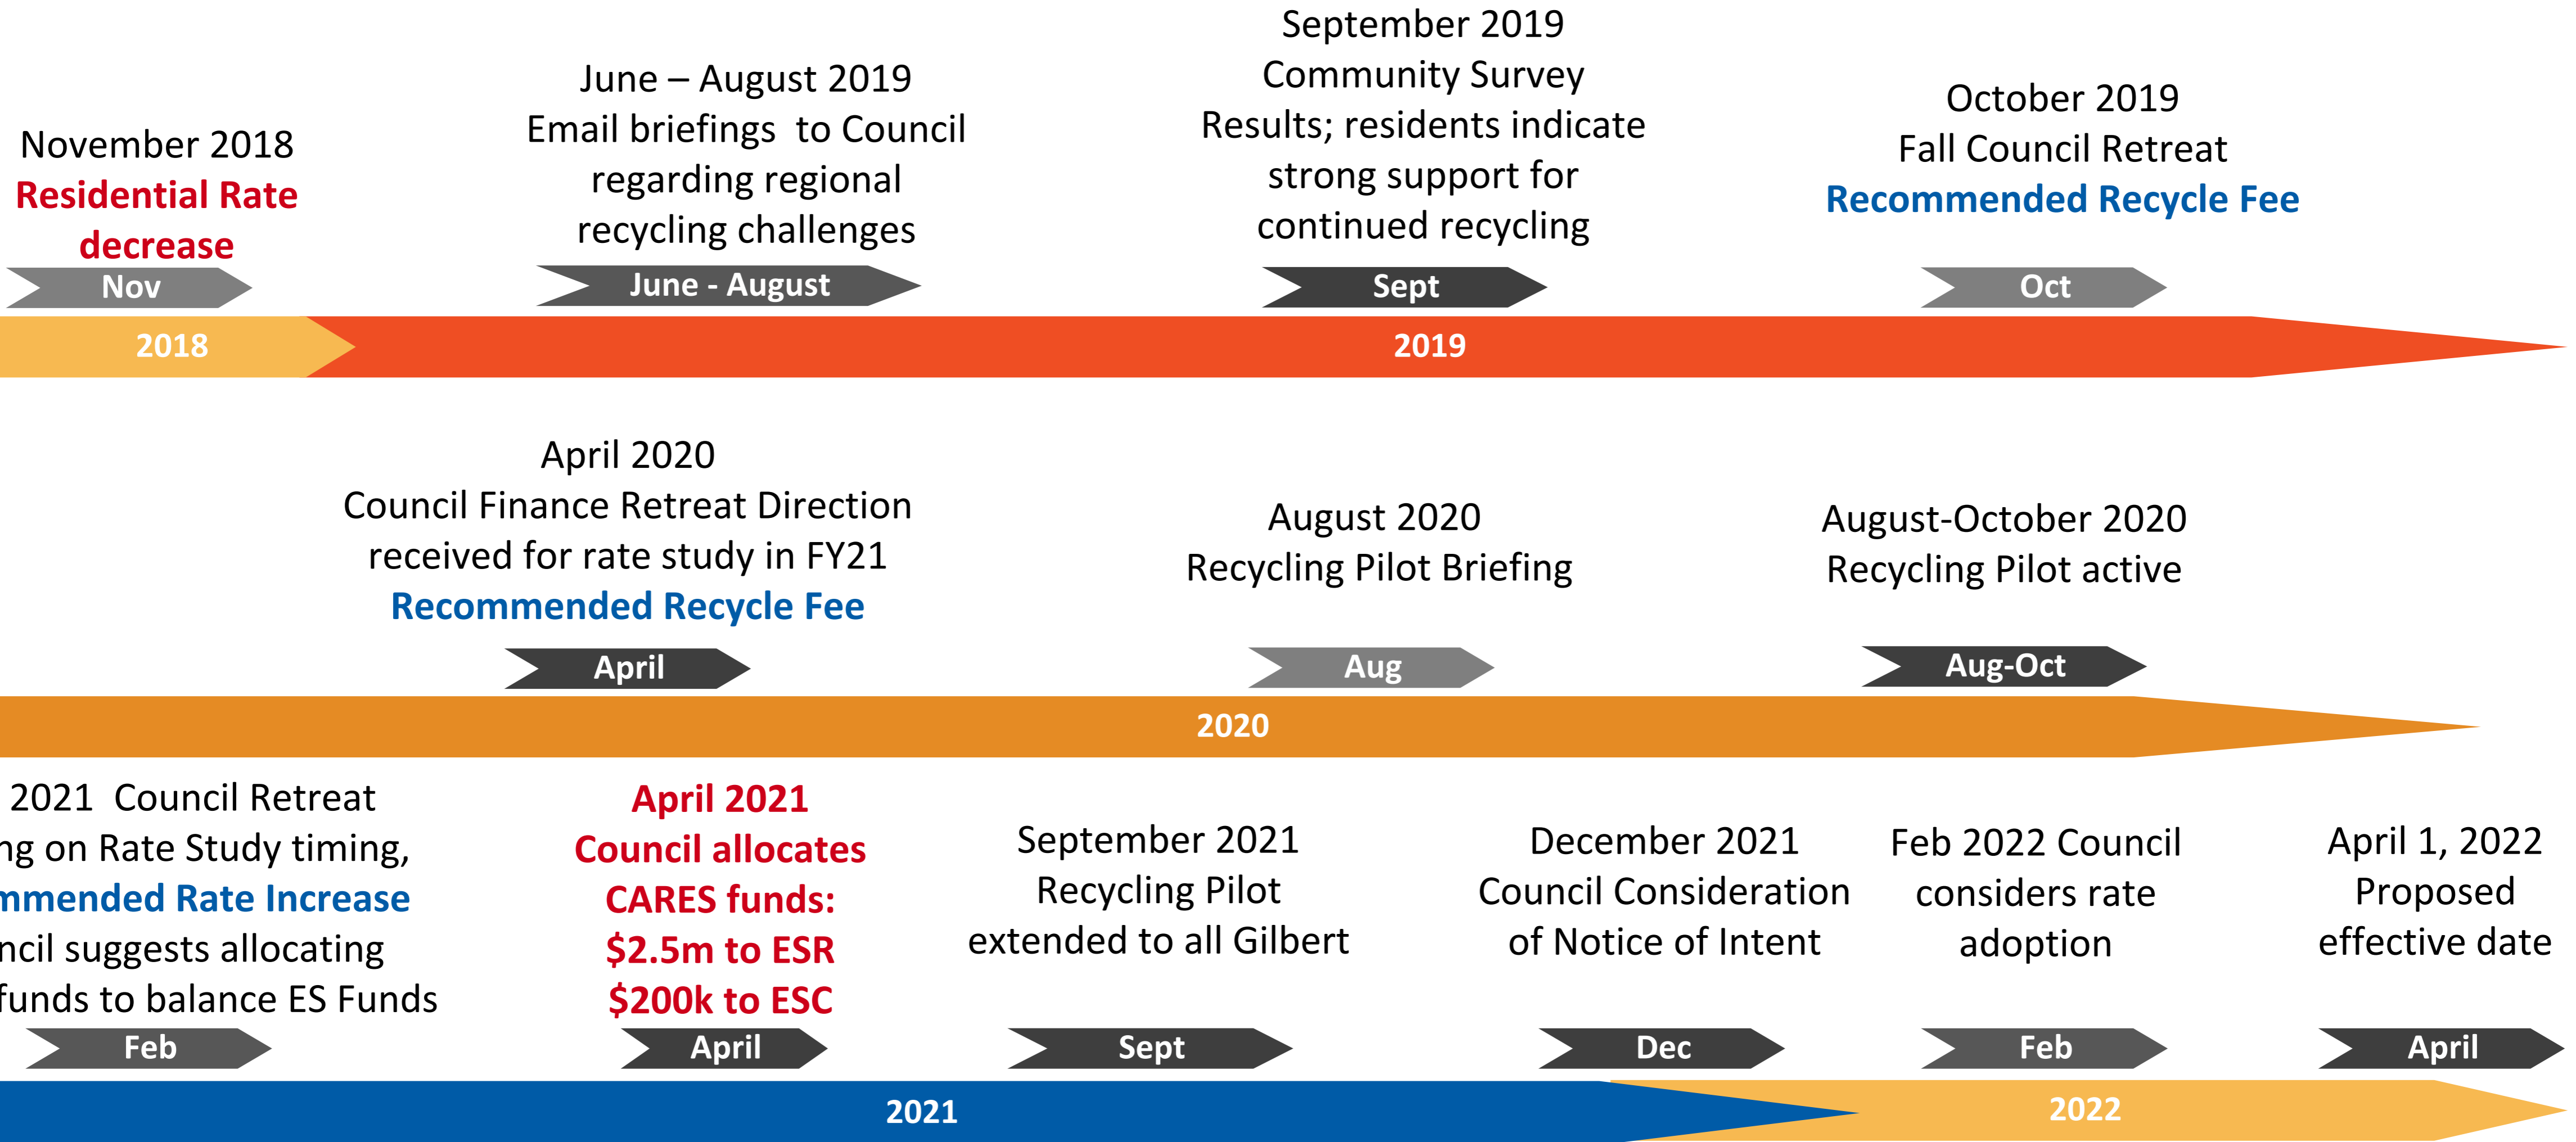 November 2018
Residential Rate
decrease
Nov
June – August 2019
Email briefings to Council
regarding regional
recycling challenges
June - August
September 2019
Community Survey
Results; residents indicate
strong support for
continued recycling
Sept
October 2019
Fall Council Retreat
Recommended Recycle Fee
Oct
2018
2019
April 2020
Council Finance Retreat Direction
received for rate study in FY21
Recommended Recycle Fee
April
August 2020
Recycling Pilot Briefing
Aug
August-October 2020
Recycling Pilot active
Aug-Oct
2020
2021 Council Retreat
on Rate Study timing,
Rate Increase
suggests allocating
funds to balance ES Funds
Feb
April 2021
Council allocates
CARES funds:
$2.5m to ESR
$200k to ESC
April
September 2021
Recycling Pilot
extended to all Gilbert
Sept
December 2021
Council Consideration
of Notice of Intent
Dec
Feb 2022 Council
considers rate
adoption
Feb
April 1, 2022
Proposed
effective date
April
2021
2022